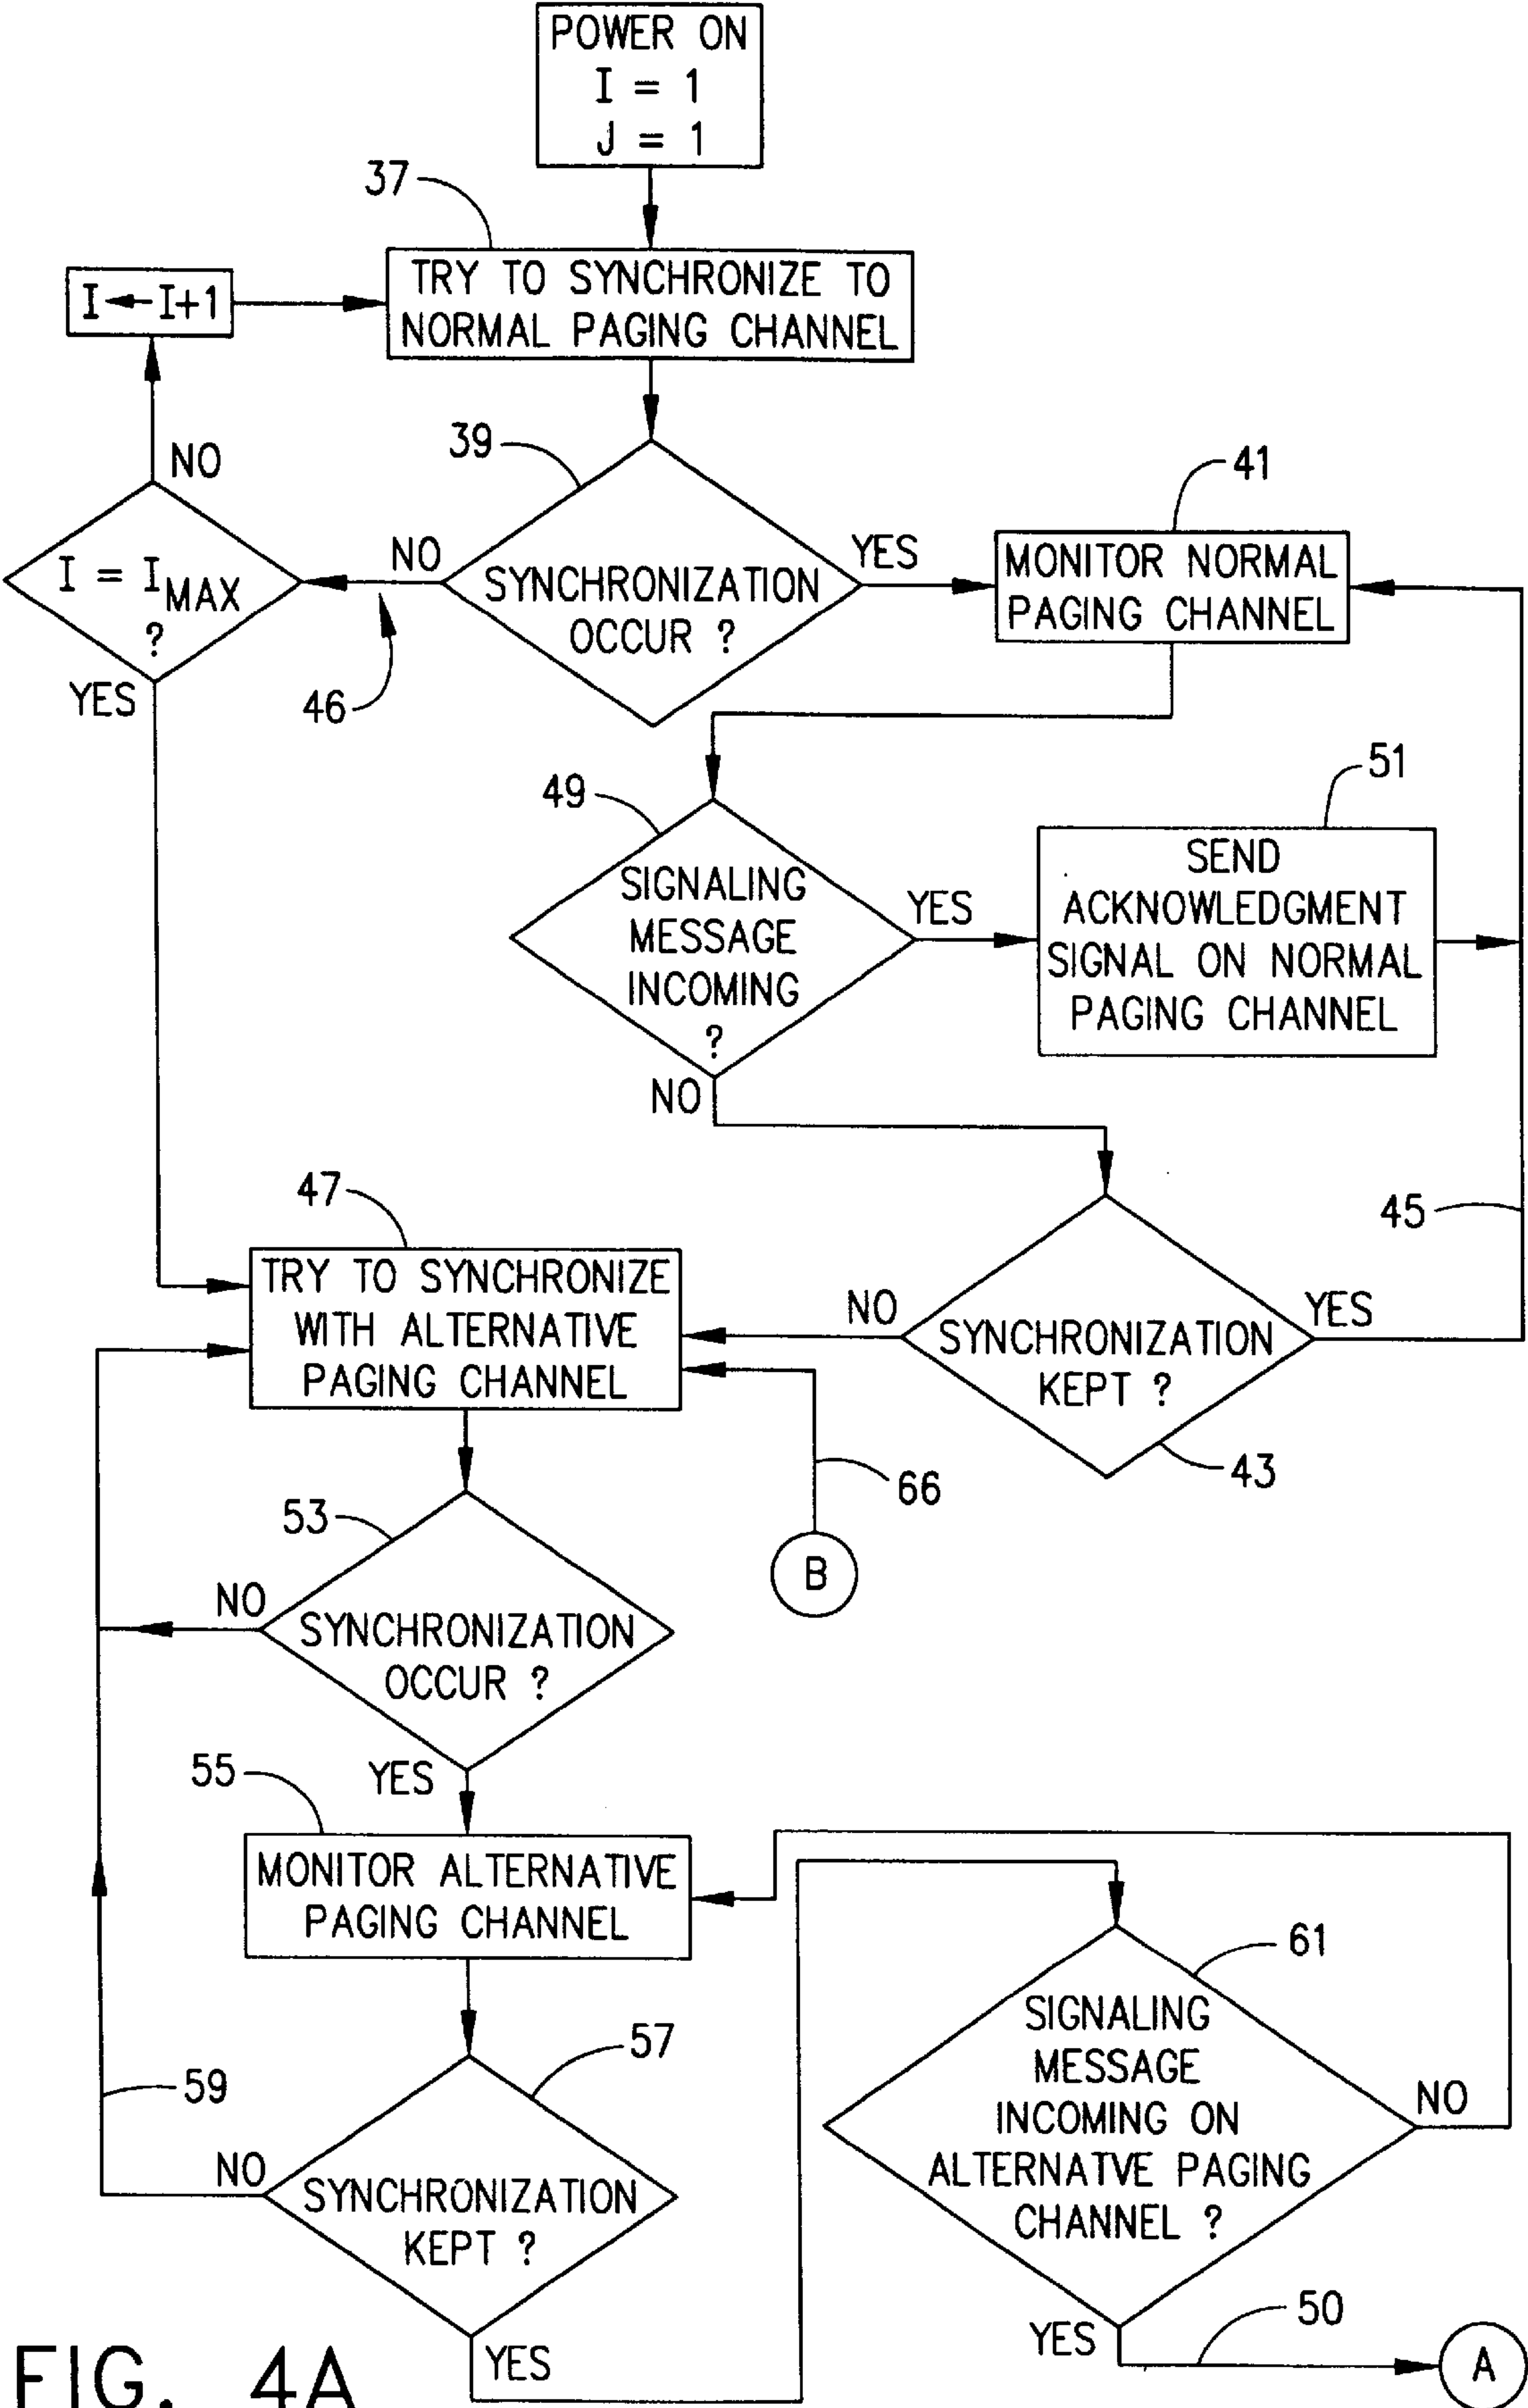 POWER ON
I = 1
J = 1
37
TRY TO SYNCHRONIZE TO
NORMAL PAGING CHANNEL
I←I+1
39
NO
41
I = IMAX
?
NO
SYNCHRONIZATION
OCCUR ?
YES
MONITOR NORMAL
PAGING CHANNEL
YES
46
49
51
SIGNALING
MESSAGE
INCOMING
?
YES
SEND
ACKNOWLEDGMENT
SIGNAL ON NORMAL
PAGING CHANNEL
NO
47
45
TRY TO SYNCHRONIZE
WITH ALTERNATIVE
PAGING CHANNEL
NO
SYNCHRONIZATION
KEPT ?
YES
43
66
53
B
NO
SYNCHRONIZATION
OCCUR ?
YES
55
MONITOR ALTERNATIVE
PAGING CHANNEL
61
57
SIGNALING
MESSAGE
INCOMING ON
ALTERNATVE PAGING
CHANNEL ?
NO
59
NO
SYNCHRONIZATION
KEPT ?
YES
YES
50
A
FIG. 4A